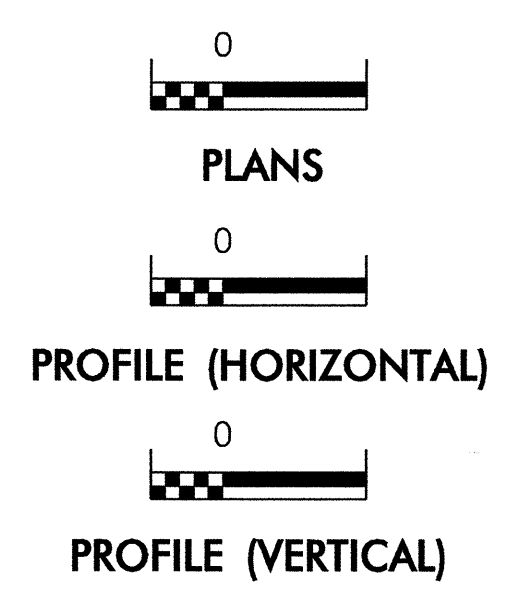 0
PLANS
0
PROFILE (HORIZONTAL)
0
PROFILE (VERTICAL)